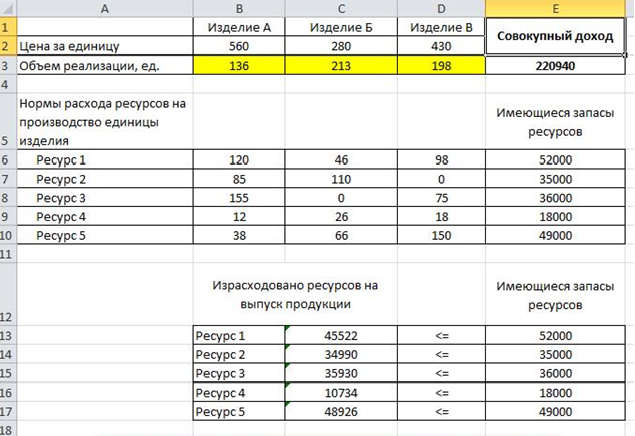 A B C D E
1 Изделие А Изделие Б Изделие В Совокупный доход
2 Цена за единицу 560 280 430
3 Объем реализации, ед. 136 213 198 220940
4
Нормы расхода ресурсов на
производство единицы
5 изделия
Имеющиеся запасы
ресурсов
6 Ресурс 1 120 46 98 52000
7 Ресурс 2 85 110 0 35000
8 Ресурс 3 155 0 75 36000
9 Ресурс 4 12 26 18 18000
10 Ресурс 5 38 66 150 49000
11
Израсходовано ресурсов на
выпуск продукции
Имеющиеся запасы
ресурсов
12
13 Ресурс 1 45522 <= 52000
14 Ресурс 2 34990 <= 35000
15 Ресурс 3 35930 <= 36000
16 Ресурс 4 10734 <= 18000
17 Ресурс 5 48926 <= 49000
18